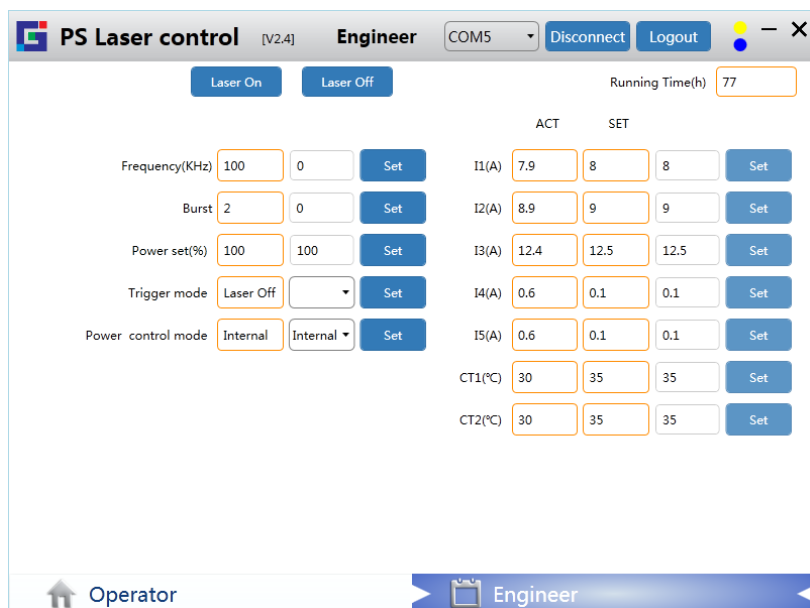 PS Laser control [V2.4] Engineer COM5 Disconnect Logout
Laser On Laser Off Running Time(h) 77
ACT SET
Frequency(KHz) 100 0 Set I1(A) 7.9 8 8 Set
Burst 2 0 Set I2(A) 8.9 9 9 Set
Power set(%) 100 100 Set I3(A) 12.4 12.5 12.5 Set
Trigger mode Laser Off Set I4(A) 0.6 0.1 0.1 Set
Power control mode Internal Internal Set I5(A) 0.6 0.1 0.1 Set
CT1(℃) 30 35 35 Set
CT2(℃) 30 35 35 Set
Operator Engineer